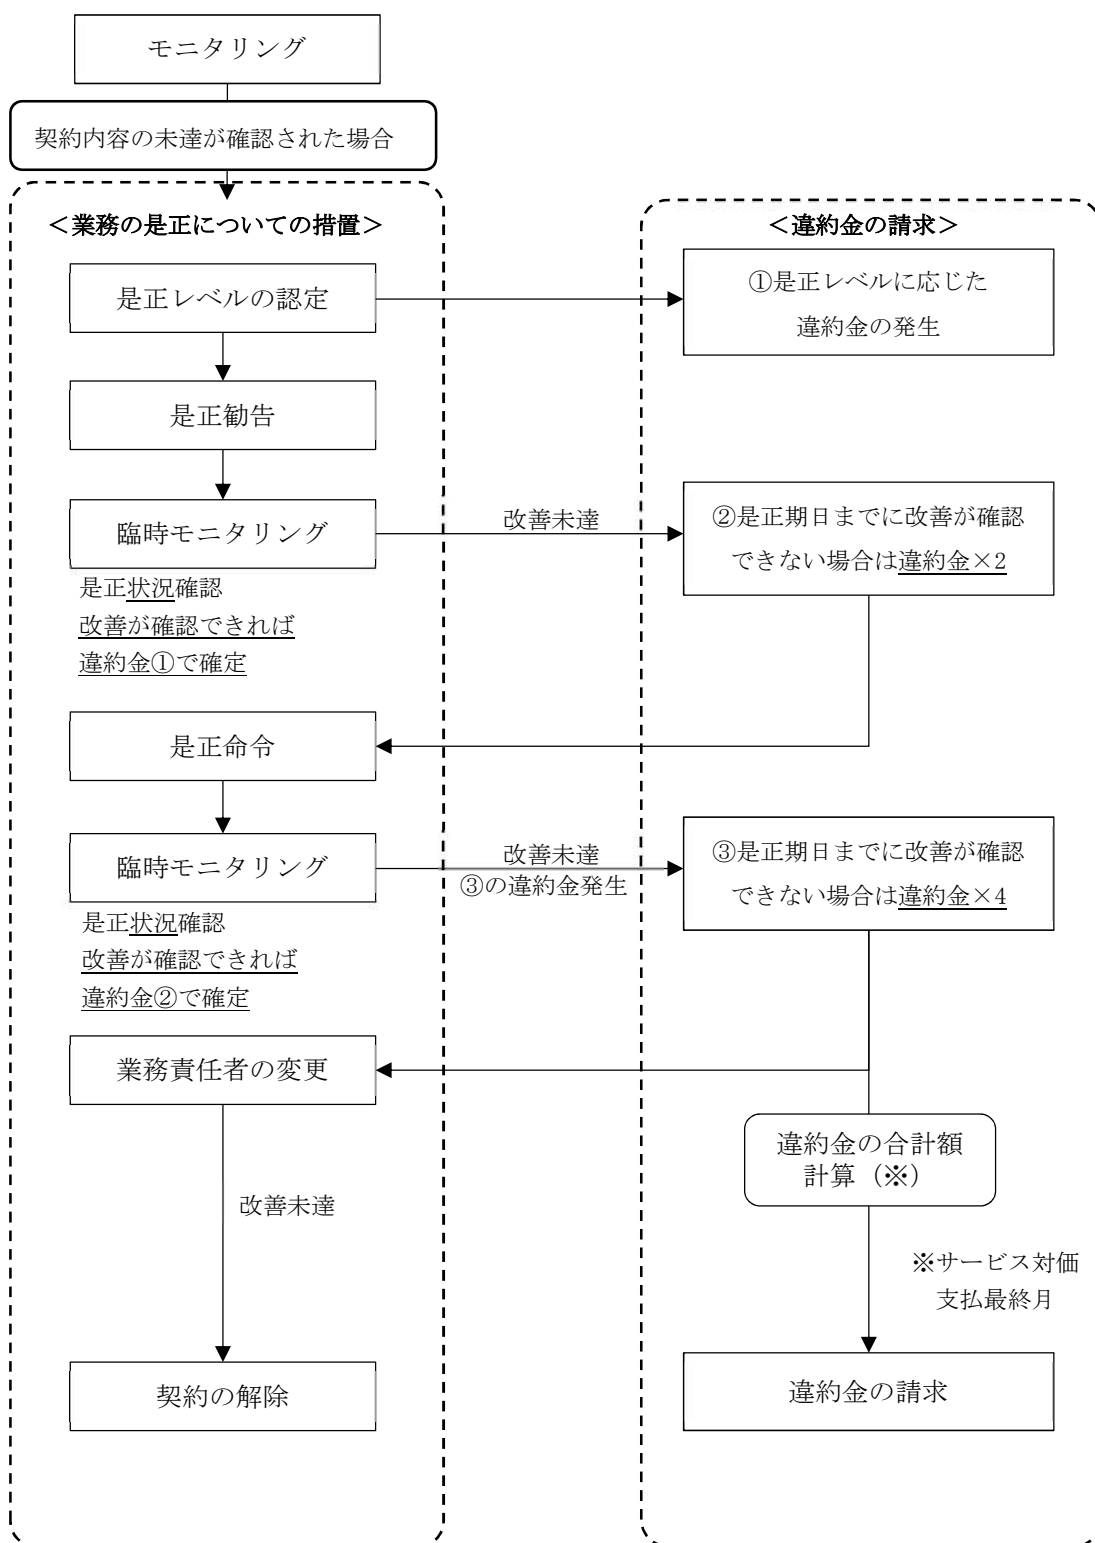 モニタリング
契約内容の未達が確認された場合
＜業務の是正についての措置＞
＜違約金の請求＞
是正レベルの認定
①是正レベルに応じた
違約金の発生
是正勧告
臨時モニタリング
改善未達
②是正期日までに改善が確認
できない場合は違約金×2
是正状況確認
改善が確認できれば
違約金①で確定
是正命令
臨時モニタリング
改善未達
③の違約金発生
③是正期日までに改善が確認
できない場合は違約金×4
是正状況確認
改善が確認できれば
違約金②で確定
業務責任者の変更
違約金の合計額
計算（※）
改善未達
※サービス対価
支払最終月
契約の解除
違約金の請求